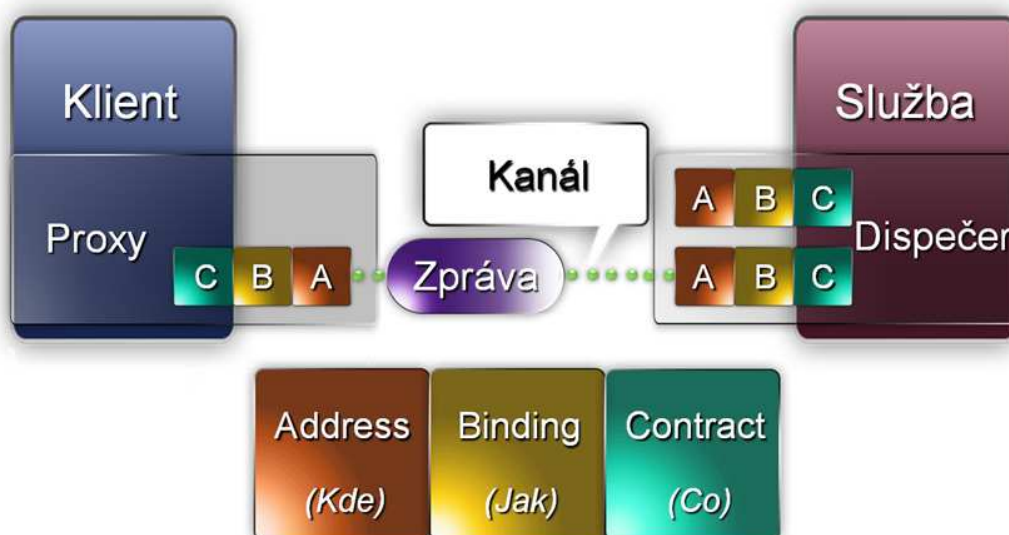 Klient
Služba
Kanál
Proxy
Dispečer
A B C
C B A
Zpráva
A B C
Address
Binding
Contract
(Kde)
(Jak)
(Co)